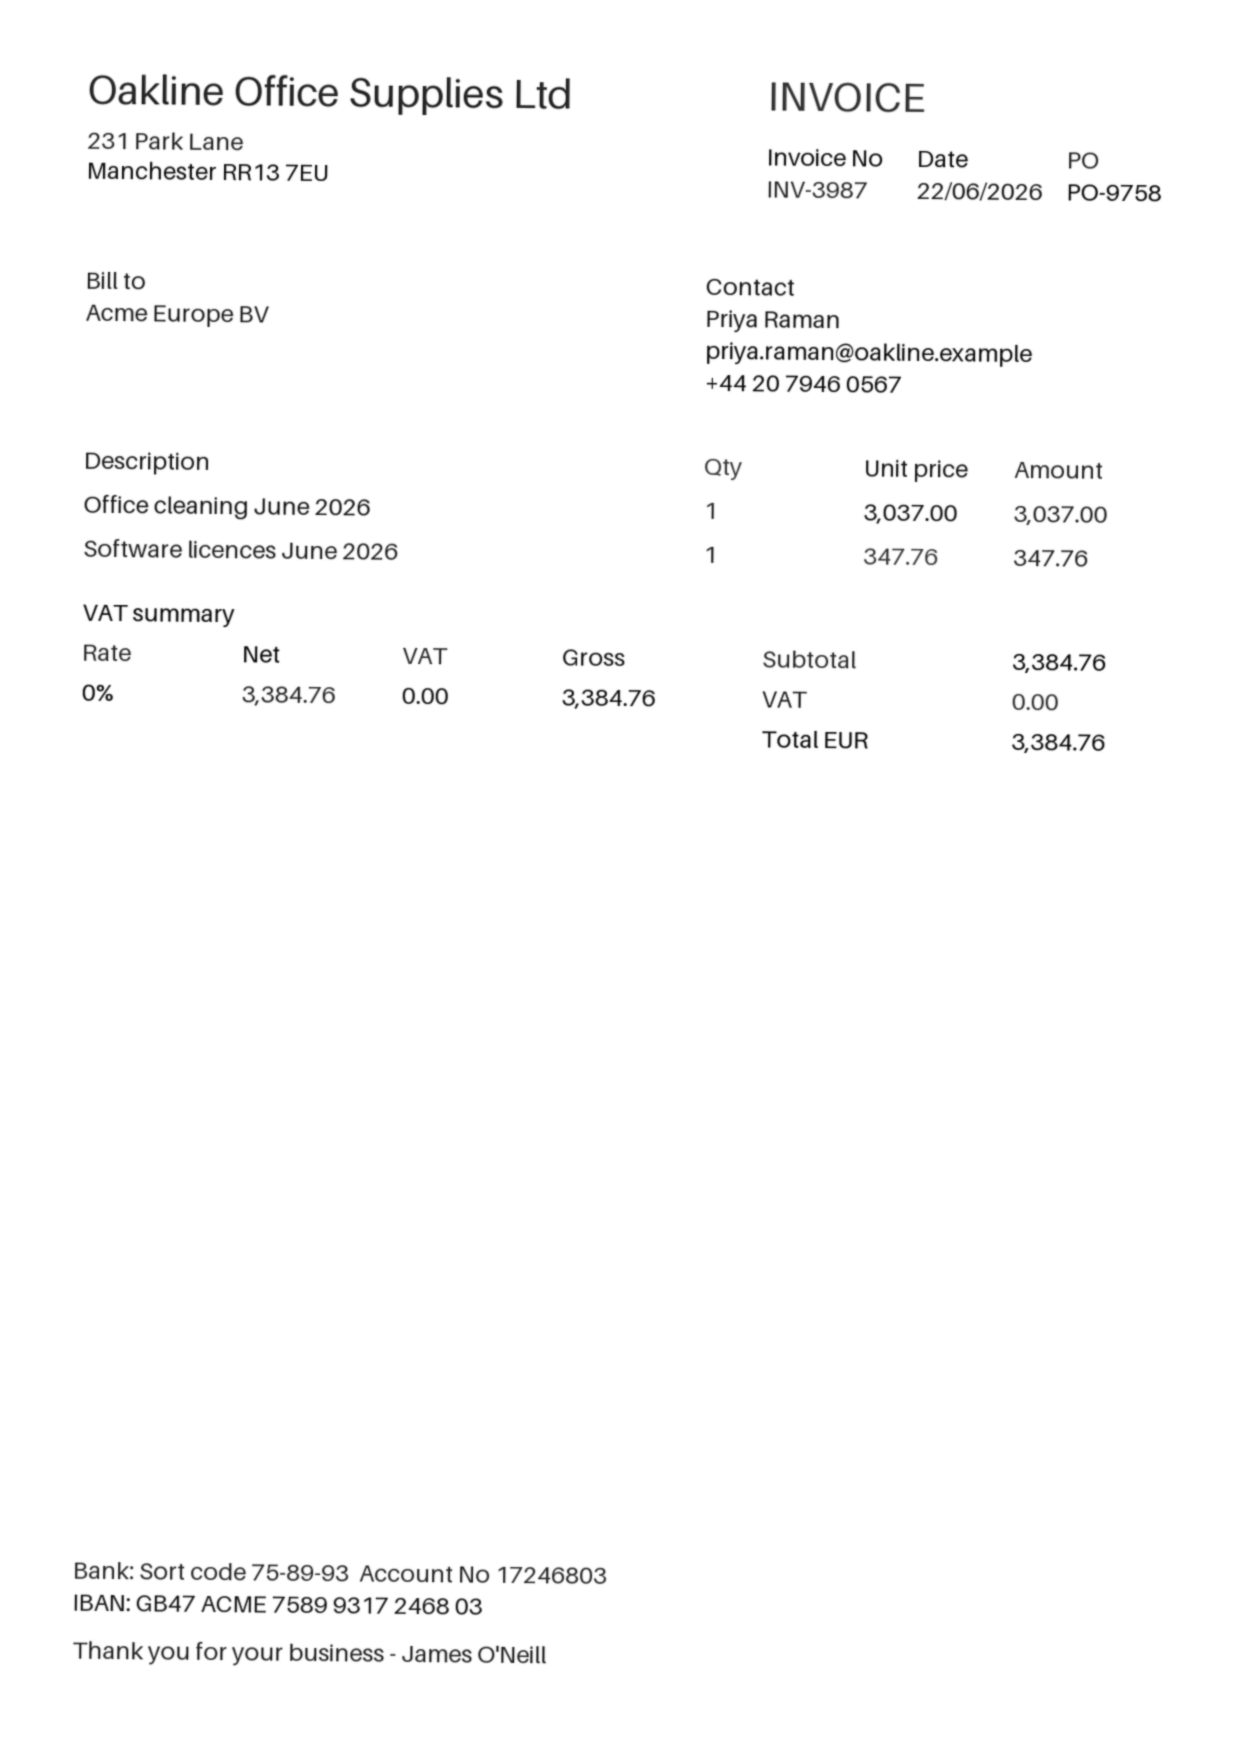 Oakline Office Supplies Ltd
231 Park Lane
Manchester RR13 7EU
INVOICE
Invoice No Date PO
INV-3987 22/06/2026 PO-9758
Bill to
Acme Europe BV
Contact
Priya Raman
priya.raman@oakline.example
+44 20 7946 0567
Description Qty Unit price Amount
Office cleaning June 2026 1 3,037.00 3,037.00
Software licences June 2026 1 347.76 347.76
VAT summary
Rate Net VAT Gross
0% 3,384.76 0.00 3,384.76
Subtotal 3,384.76
VAT 0.00
Total EUR 3,384.76
Bank: Sort code 75-89-93 Account No 17246803
IBAN: GB47 ACME 7589 9317 2468 03
Thank you for your business - James O'Neill